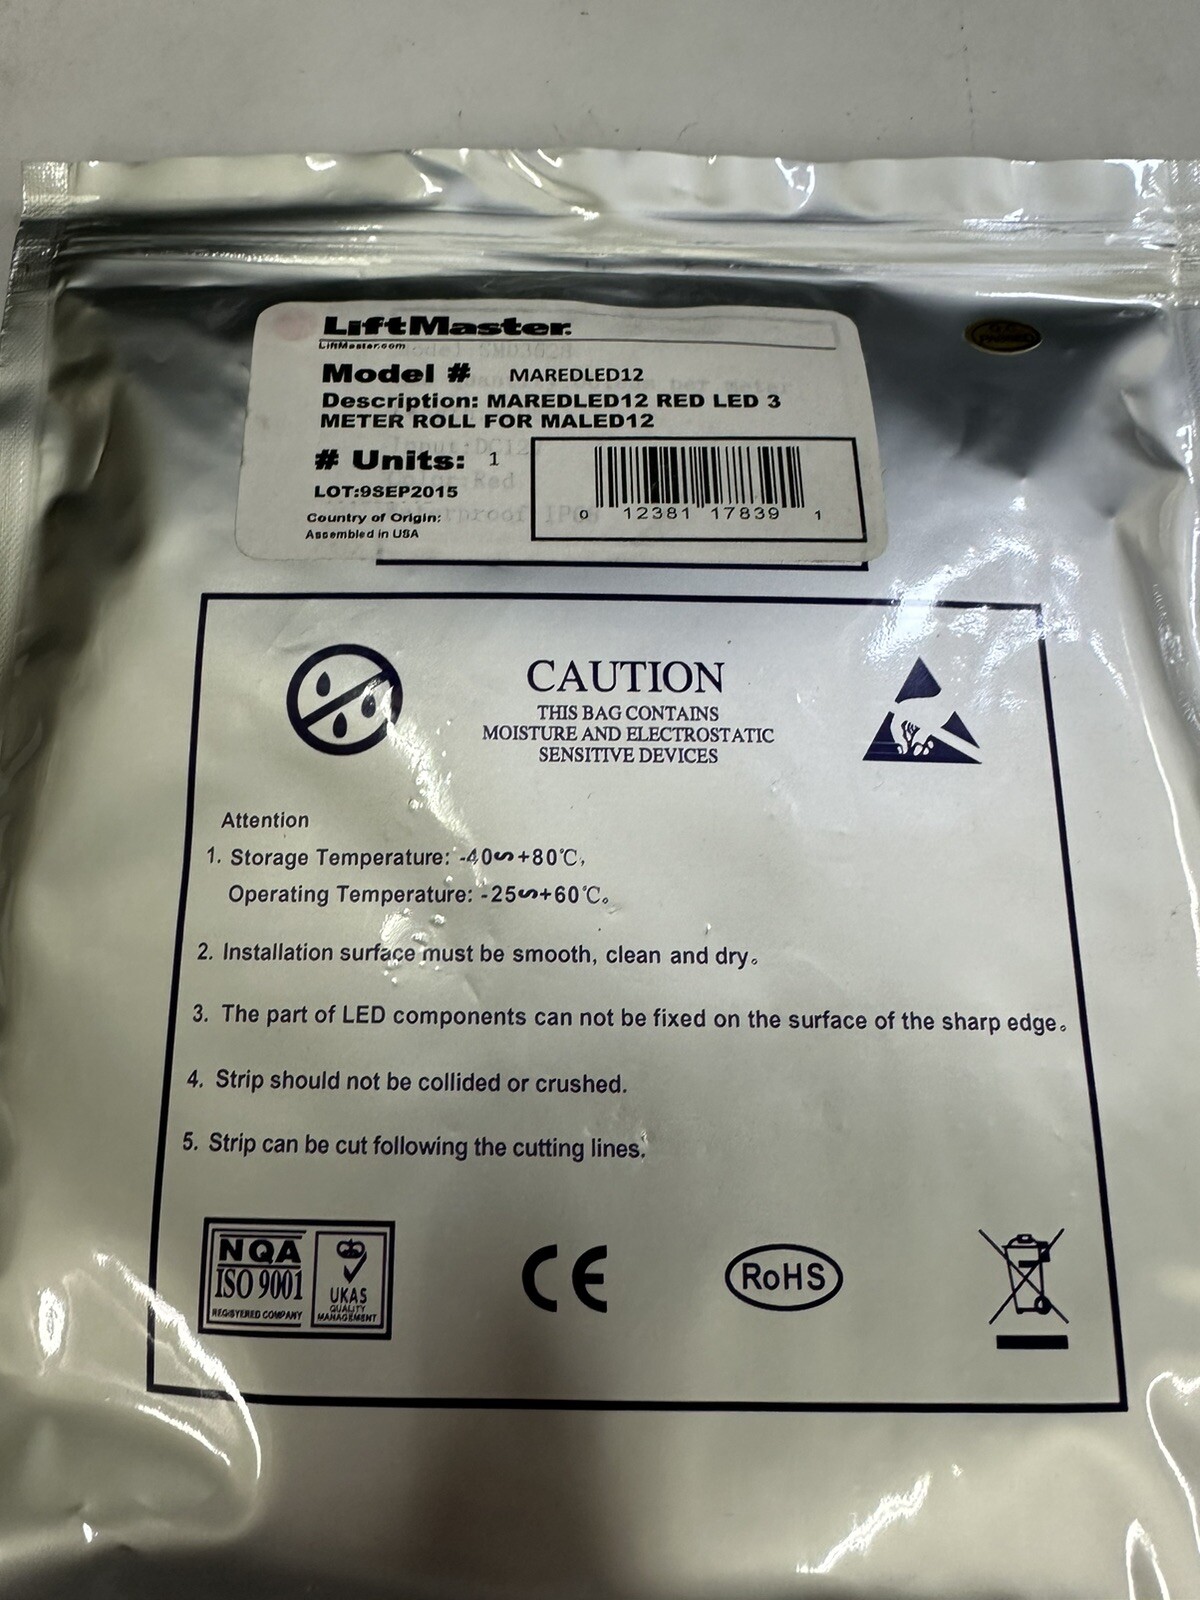 LiftMaster.
LiftMaster.com
Model # MAREDLED12
Description: MAREDLED12 RED LED 3
METER ROLL FOR MALED12
# Units: 1
LOT:9SEP2015
Country of Origin:
Assembled in USA
0 12381 17839 1
CAUTION
THIS BAG CONTAINS
MOISTURE AND ELECTROSTATIC
SENSITIVE DEVICES
Attention
1. Storage Temperature: -40∽+80℃,
Operating Temperature: -25∽+60℃。
2. Installation surface must be smooth, clean and dry。
3. The part of LED components can not be fixed on the surface of the sharp edge。
4. Strip should not be collided or crushed.
5. Strip can be cut following the cutting lines.
NQA
ISO 9001
REGISTERED COMPANY
UKAS
QUALITY
MANAGEMENT
CE
RoHS